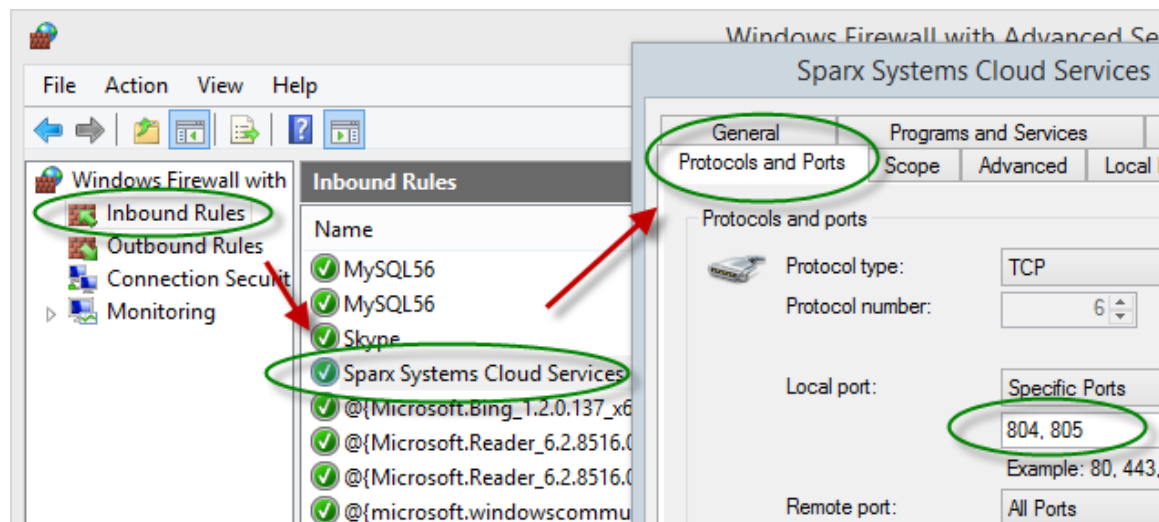 Windows Firewall with Advanced Se
File Action View Help
Windows Firewall with
Inbound Rules
Outbound Rules
Connection Securit
Monitoring
Inbound Rules
Name
MySQL56
MySQL56
Skype
Sparx Systems Cloud Services
@{Microsoft.Bing_1.2.0.137_x6
@{Microsoft.Reader_6.2.8516.0
@{Microsoft.Reader_6.2.8516.0
@{microsoft.windowscommu
Sparx Systems Cloud Services
General Programs and Services
Protocols and Ports Scope Advanced Local
Protocols and ports
Protocol type: TCP
Protocol number: 6
Local port: Specific Ports
804, 805
Example: 80, 443,
Remote port: All Ports